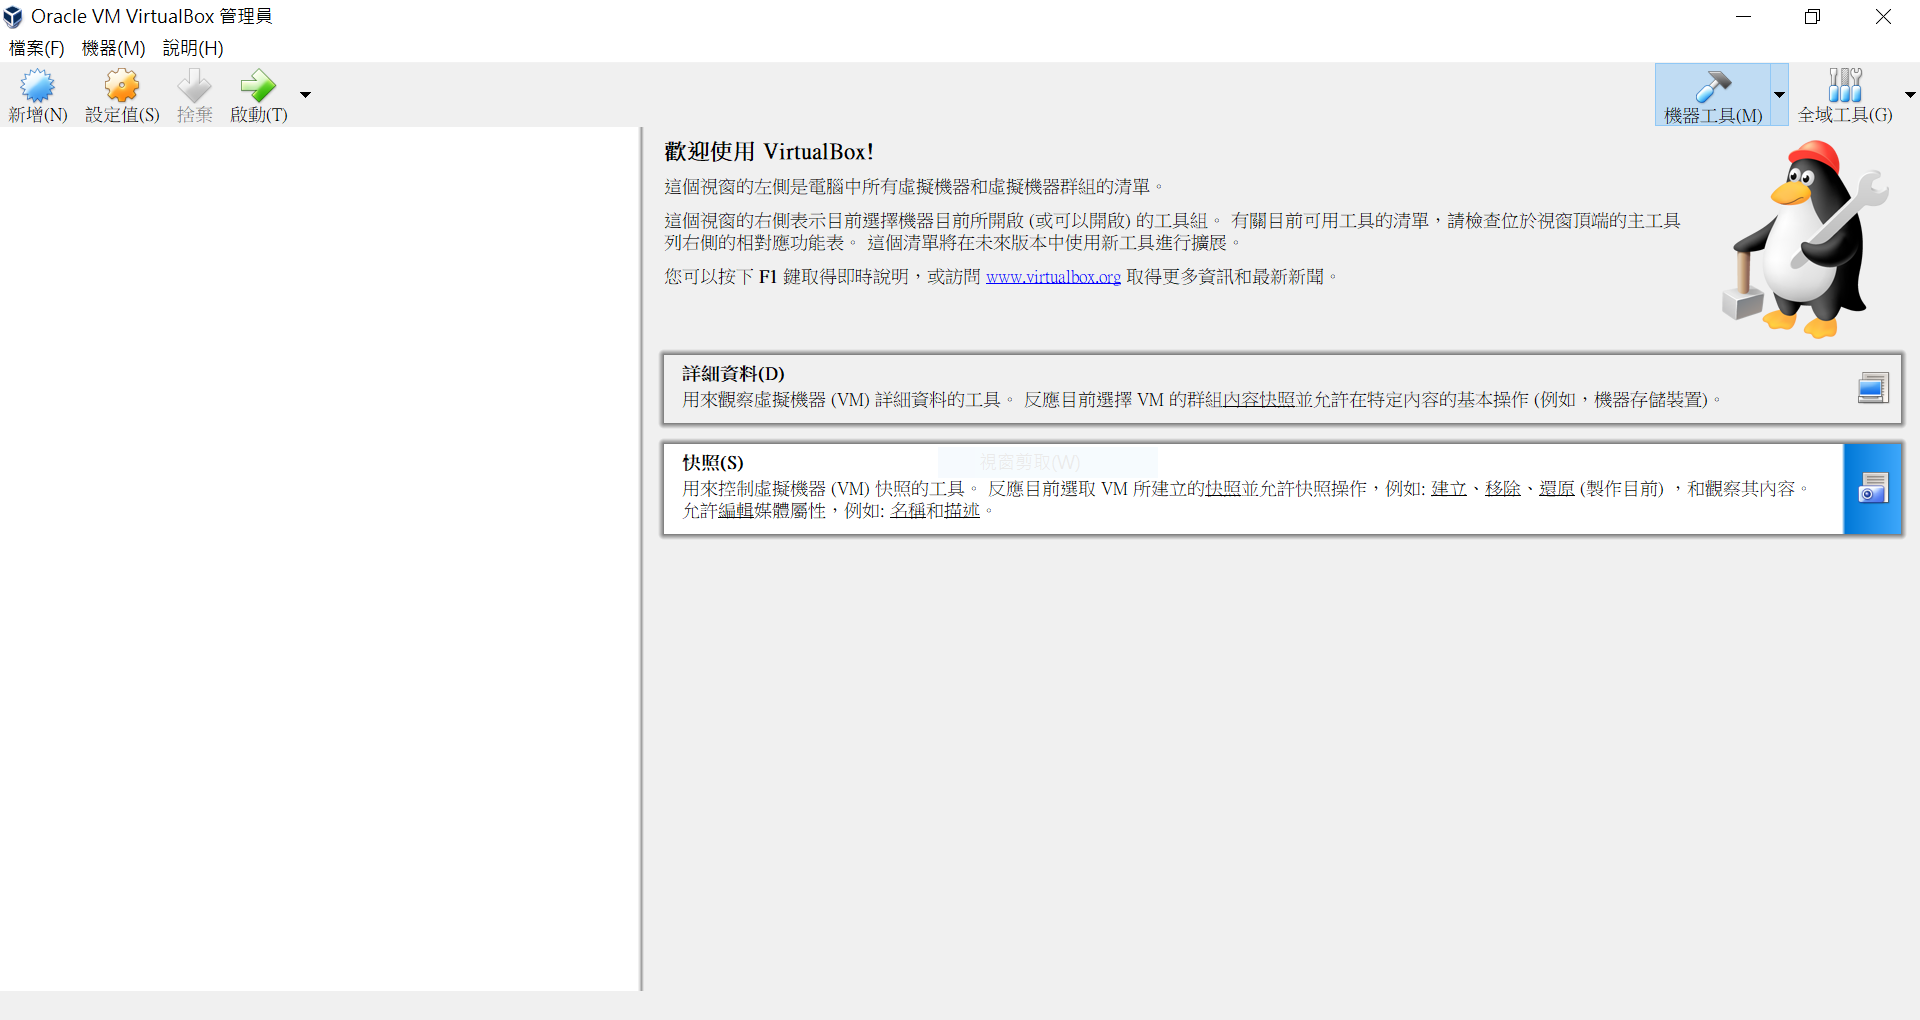 Oracle VM VirtualBox 管理員
檔案(F) 機器(M) 說明(H)
新增(N) 設定值(S) 捨棄 啟動(T) 機器工具(M) 全域工具(G)
歡迎使用 VirtualBox!
這個視窗的左側是電腦中所有虛擬機器和虛擬機器群組的清單。
這個視窗的右側表示目前選擇機器目前所開啟 (或可以開啟) 的工具組。 有關目前可用工具的清單，請檢查位於視窗頂端的主工具
列右側的相對應功能表。 這個清單將在未來版本中使用新工具進行擴展。
您可以按下 F1 鍵取得即時說明，或訪問 www.virtualbox.org 取得更多資訊和最新新聞。
詳細資料(D)
用來觀察虛擬機器 (VM) 詳細資料的工具。 反應目前選擇 VM 的群組內容快照並允許在特定內容的基本操作 (例如，機器存儲裝置)。
快照(S)
視窗剪取(W)
用來控制虛擬機器 (VM) 快照的工具。 反應目前選取 VM 所建立的快照並允許快照操作，例如: 建立、移除、還原 (製作目前) ，和觀察其內容。
允許編輯媒體屬性，例如: 名稱和描述。